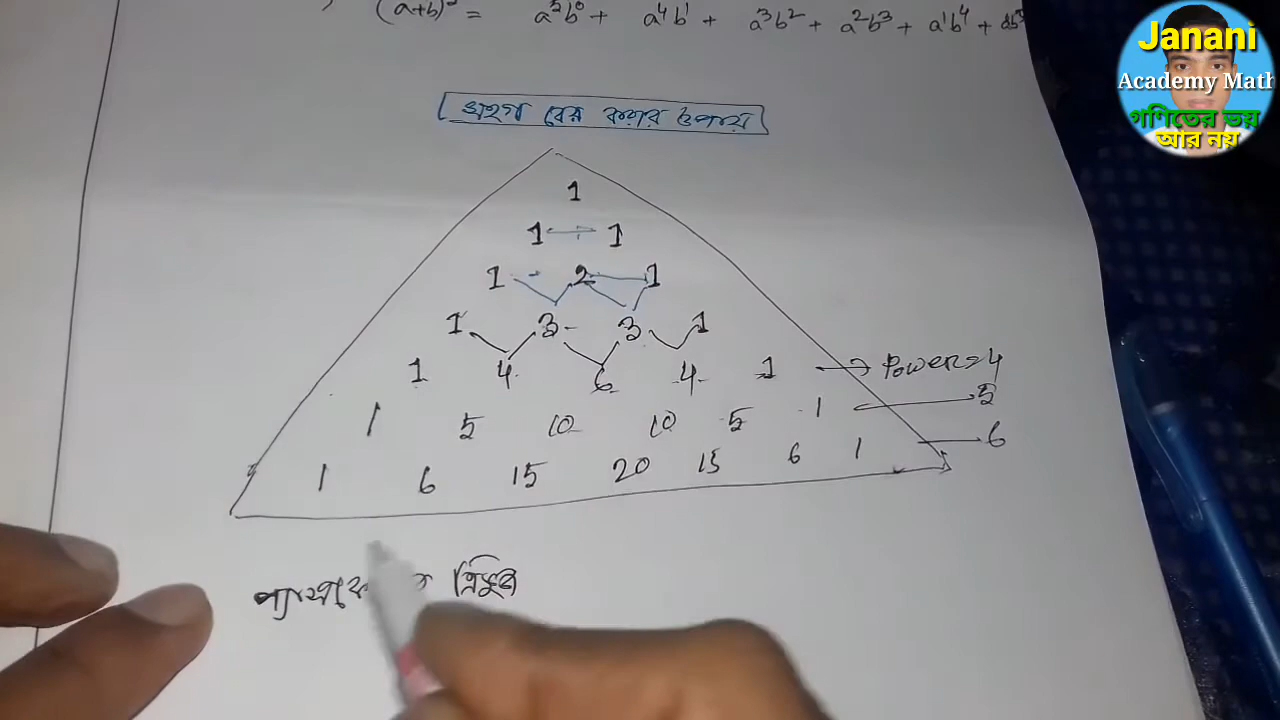 (a+b)⁵ = a⁵b⁰ + a⁴b¹ + a³b² + a²b³ + a¹b⁴ +
Janani
Academy Math
গণিতের ভয়
আর নয়
সহগ বের করার উপায়
1
1 1
1 2 1
1 3 3 1
1 4 6 4 1 → Power = 4
1 5 10 10 5 1 5
1 6 15 20 15 6 1 6
ত্রিভুজ